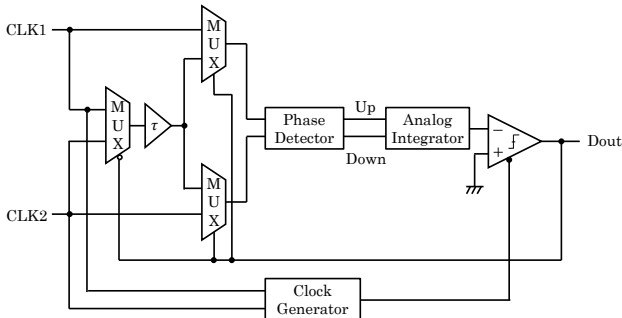 CLK1
M
U
X
M
U
X
τ
Phase
Detector
Up
Down
Analog
Integrator
−
+
Dout
M
U
X
CLK2
Clock
Generator